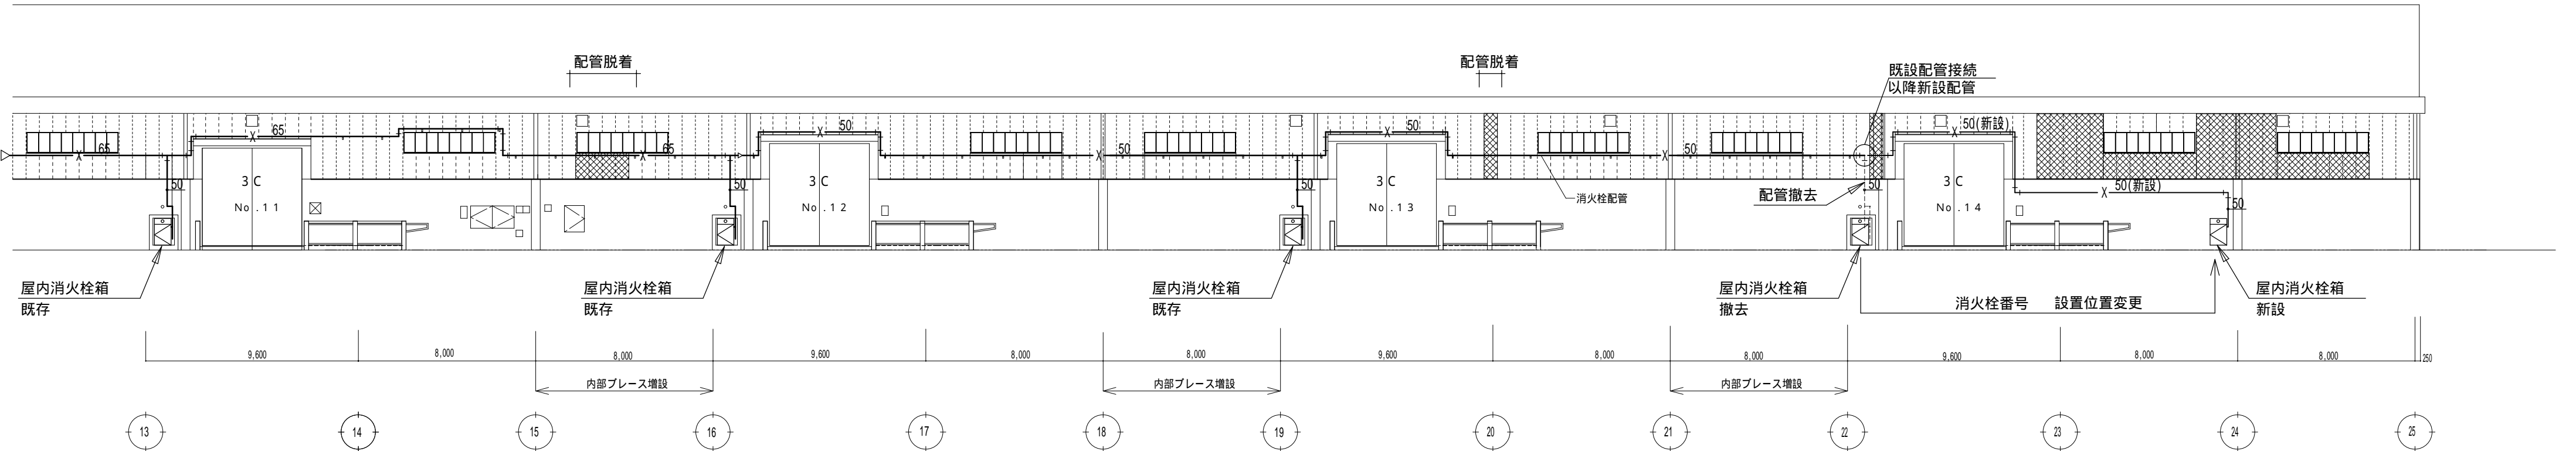 配管脱着
配管脱着
既設配管接続
以降新設配管
65
65
65
50
50
50
50
50
50(新設)
50
50
50
50
50(新設)
50
3C
No.11
3C
No.12
3C
No.13
3C
No.14
消火栓配管
配管撤去
屋内消火栓箱
既存
屋内消火栓箱
既存
屋内消火栓箱
既存
屋内消火栓箱
撤去
消火栓番号 設置位置変更
屋内消火栓箱
新設
9,600
8,000
8,000
9,600
8,000
8,000
9,600
8,000
8,000
9,600
8,000
8,000
250
内部ブレース増設
内部ブレース増設
内部ブレース増設
13
14
15
16
17
18
19
20
21
22
23
24
25